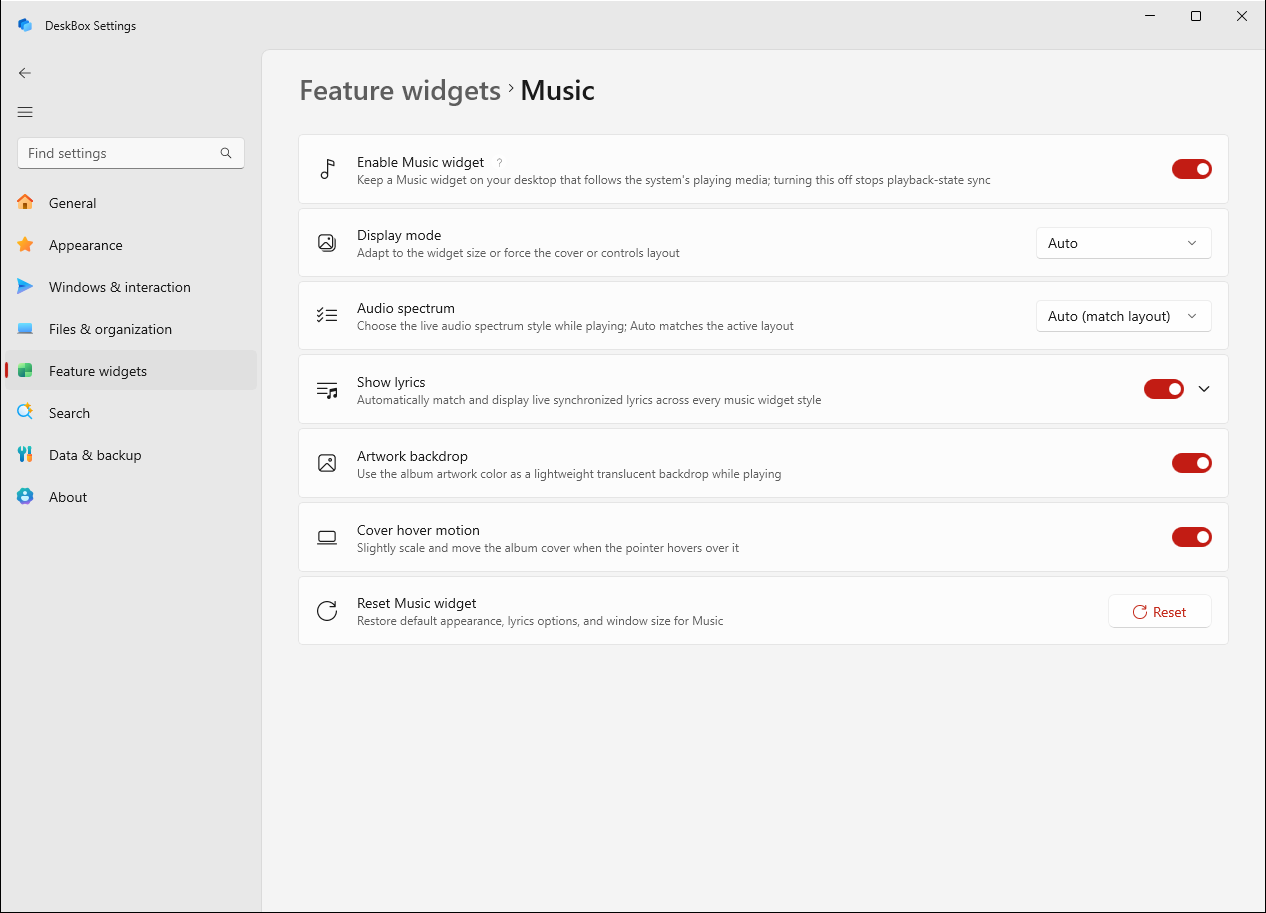 DeskBox Settings
Find settings
General
Appearance
Windows & interaction
Files & organization
Feature widgets
Search
Data & backup
About
Feature widgets › Music
Enable Music widget ?
Keep a Music widget on your desktop that follows the system's playing media; turning this off stops playback-state sync
Display mode
Adapt to the widget size or force the cover or controls layout
Auto
Audio spectrum
Choose the live audio spectrum style while playing; Auto matches the active layout
Auto (match layout)
Show lyrics
Automatically match and display live synchronized lyrics across every music widget style
Artwork backdrop
Use the album artwork color as a lightweight translucent backdrop while playing
Cover hover motion
Slightly scale and move the album cover when the pointer hovers over it
Reset Music widget
Restore default appearance, lyrics options, and window size for Music
Reset